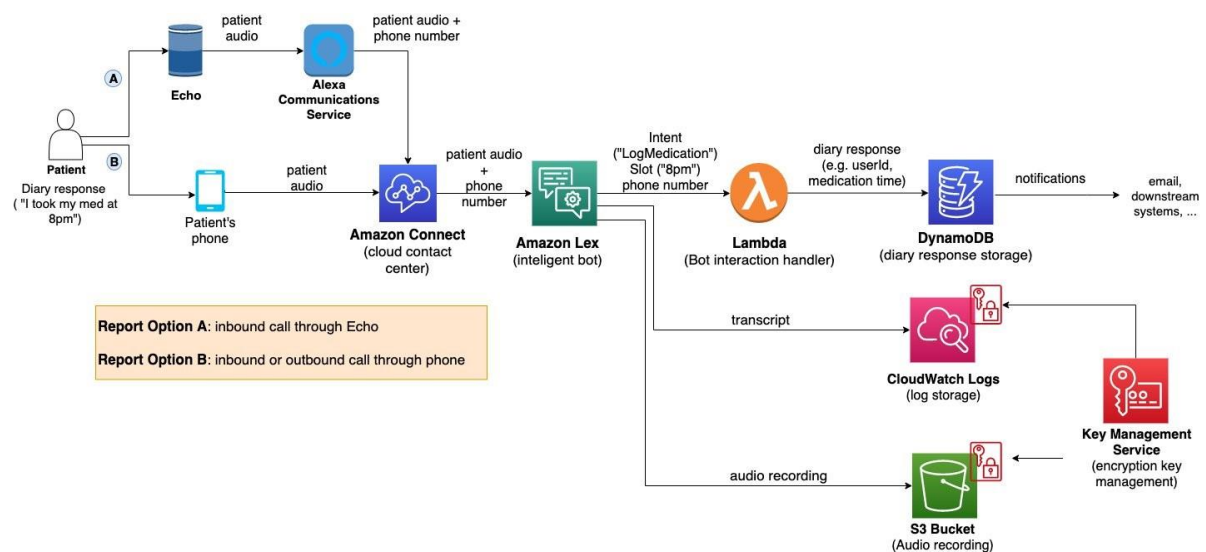 patient
audio
patient audio +
phone number
A
Echo
Alexa
Communications
Service
B
Patient
Diary response
( "I took my med at
8pm")
Patient's
phone
patient
audio
Amazon Connect
(cloud contact
center)
patient audio
+
phone
number
Amazon Lex
(inteligent bot)
Intent
("LogMedication")
Slot ("8pm")
phone number
Lambda
(Bot interaction handler)
diary response
(e.g. userId,
medication time)
DynamoDB
(diary response storage)
notifications
email,
downstream
systems, ...
Report Option A: inbound call through Echo
Report Option B: inbound or outbound call through phone
transcript
CloudWatch Logs
(log storage)
Key Management
Service
(encryption key
management)
audio recording
S3 Bucket
(Audio recording)